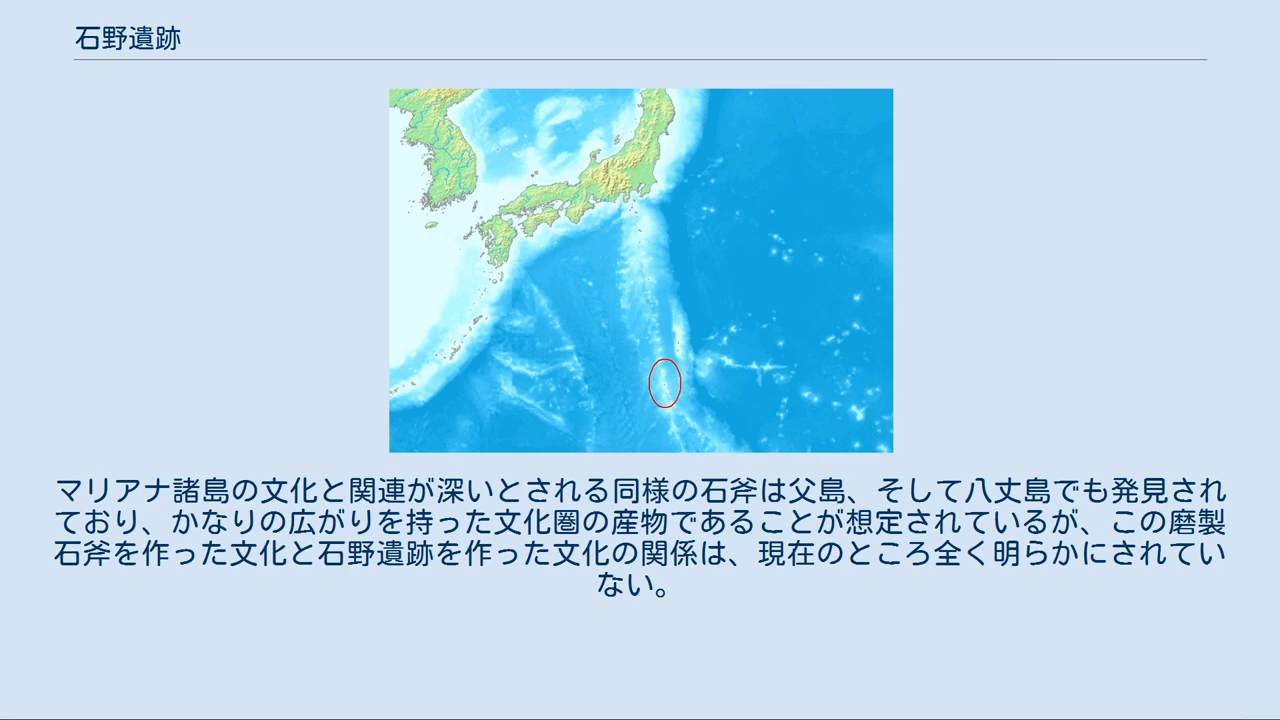 石野遺跡
マリアナ諸島の文化と関連が深いとされる同様の石斧は父島、そして八丈島でも発見され
ており、かなりの広がりを持った文化圏の産物であることが想定されているが、この磨製
石斧を作った文化と石野遺跡を作った文化の関係は、現在のところ全く明らかにされてい
ない。